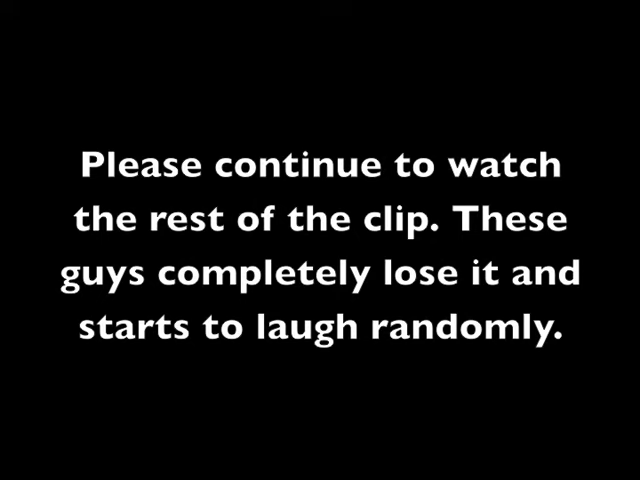 Please continue to watch
the rest of the clip. These
guys completely lose it and
starts to laugh randomly.